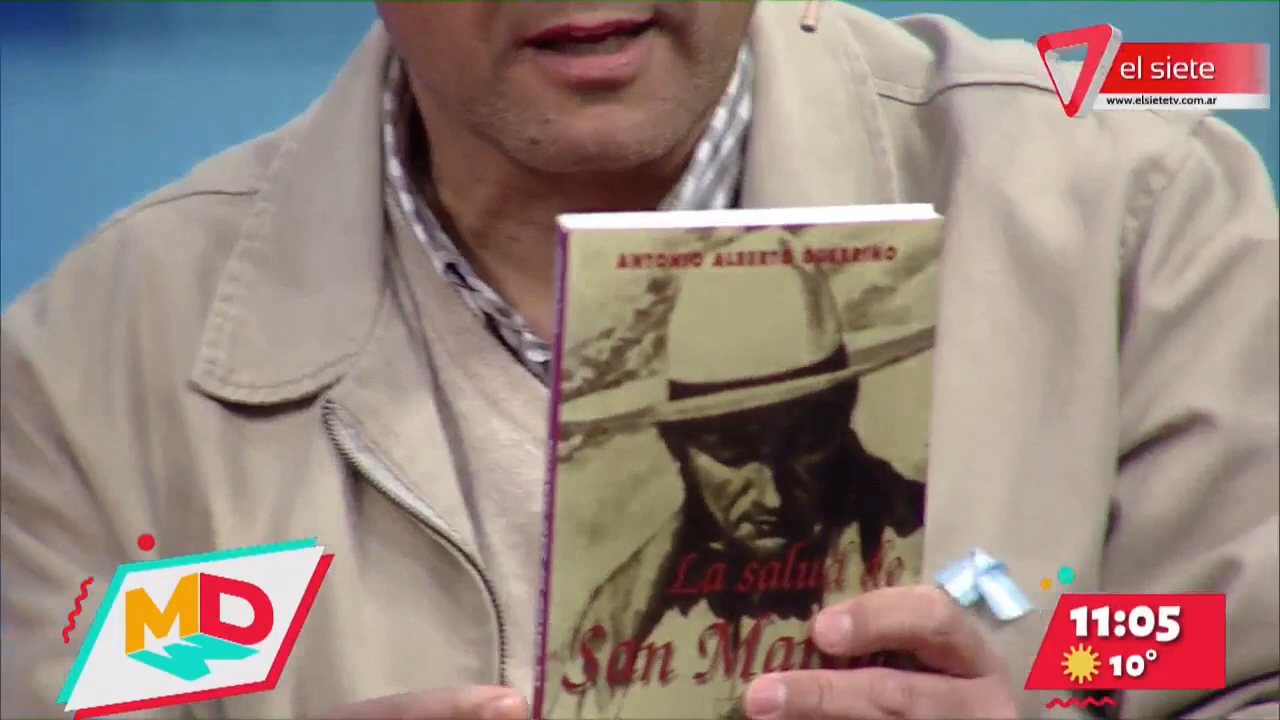 el siete
www.elsietetv.com.ar
ANTONIO ALBERTO GUERRINO
La salud de
San
MD
11:05
10°